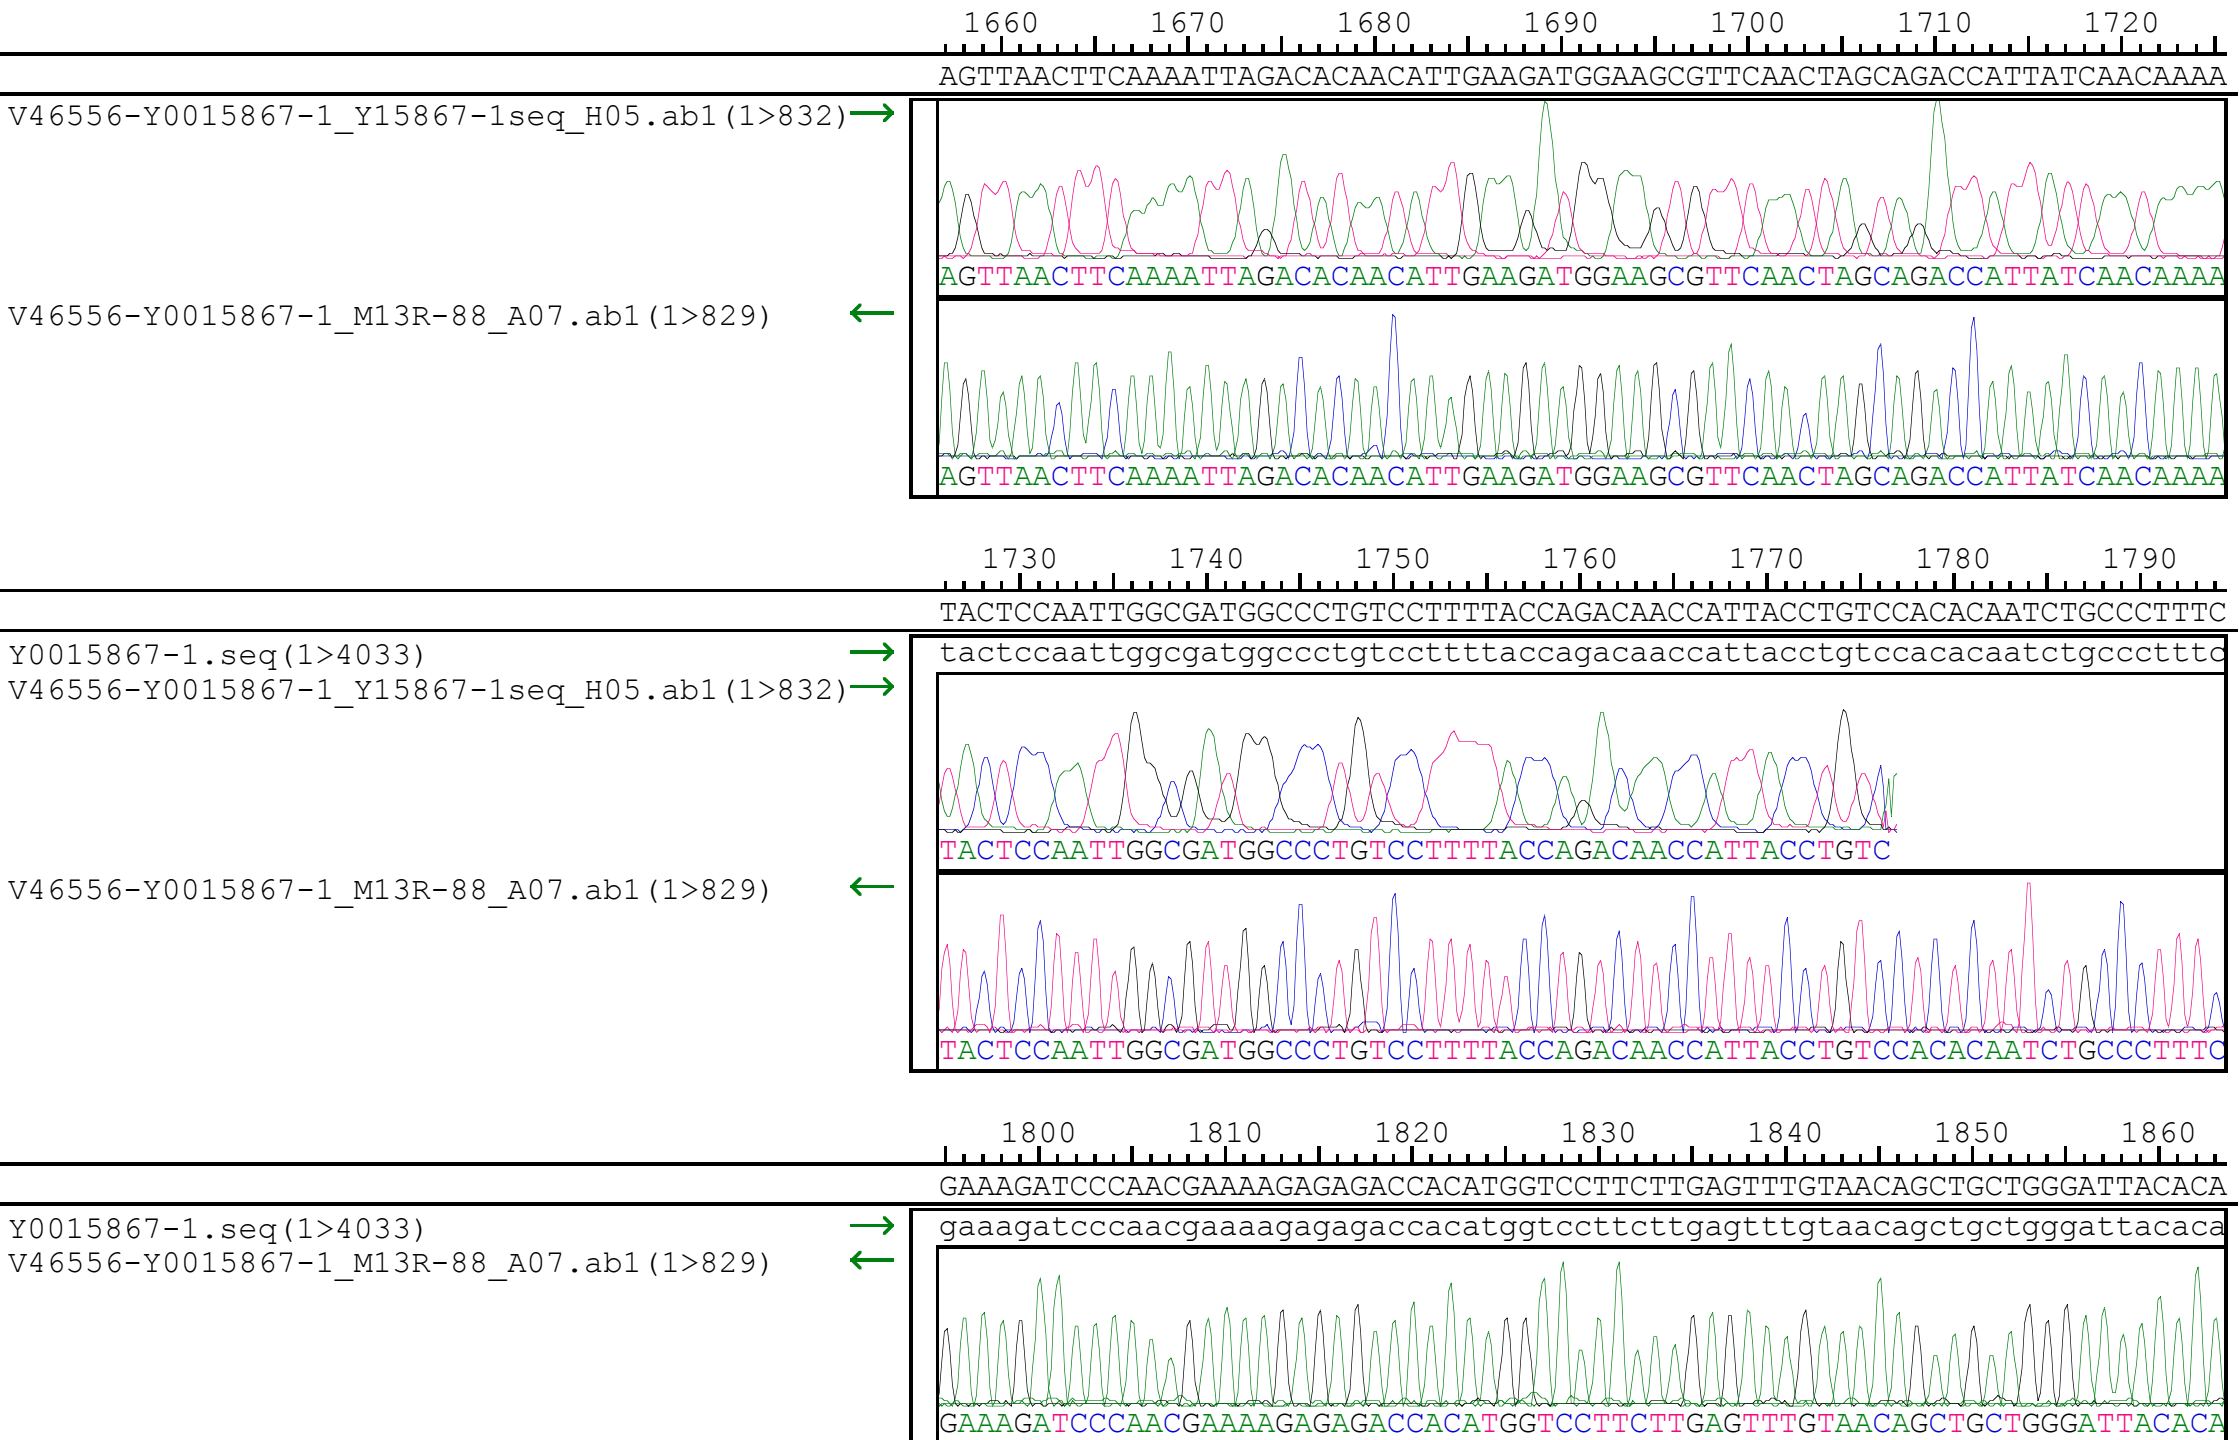 1660 1670 1680 1690 1700 1710 1720
AGTTAACTTCAAAATTAGACACAACATTGAAGATGGAAGCGTTCAACTAGCAGACCATTATCAACAAAA
V46556-Y0015867-1_Y15867-1seq_H05.ab1(1>832)→
AGTTAACTTCAAAATTAGACACAACATTGAAGATGGAAGCGTTCAACTAGCAGACCATTATCAACAAAA
V46556-Y0015867-1_M13R-88_A07.ab1(1>829) ←
AGTTAACTTCAAAATTAGACACAACATTGAAGATGGAAGCGTTCAACTAGCAGACCATTATCAACAAAA
1730 1740 1750 1760 1770 1780 1790
TACTCCAATTGGCGATGGCCCTGTCCTTTTACCAGACAACCATTACCTGTCCACACAATCTGCCCTTTC
Y0015867-1.seq(1>4033) → tactccaattggcgatggccctgtccttttaccagacaaccattacctgtccacacaatctgccctttc
V46556-Y0015867-1_Y15867-1seq_H05.ab1(1>832)→
TACTCCAATTGGCGATGGCCCTGTCCTTTTACCAGACAACCATTACCTGTC
V46556-Y0015867-1_M13R-88_A07.ab1(1>829) ←
TACTCCAATTGGCGATGGCCCTGTCCTTTTACCAGACAACCATTACCTGTCCACACAATCTGCCCTTTC
1800 1810 1820 1830 1840 1850 1860
GAAAGATCCCAACGAAAAGAGAGACCACATGGTCCTTCTTGAGTTTGTAACAGCTGCTGGGATTACACA
Y0015867-1.seq(1>4033) → gaaagatcccaacgaaaagagagaccacatggtccttcttgagtttgtaacagctgctgggattacaca
V46556-Y0015867-1_M13R-88_A07.ab1(1>829) ←
GAAAGATCCCAACGAAAAGAGAGACCACATGGTCCTTCTTGAGTTTGTAACAGCTGCTGGGATTACACA